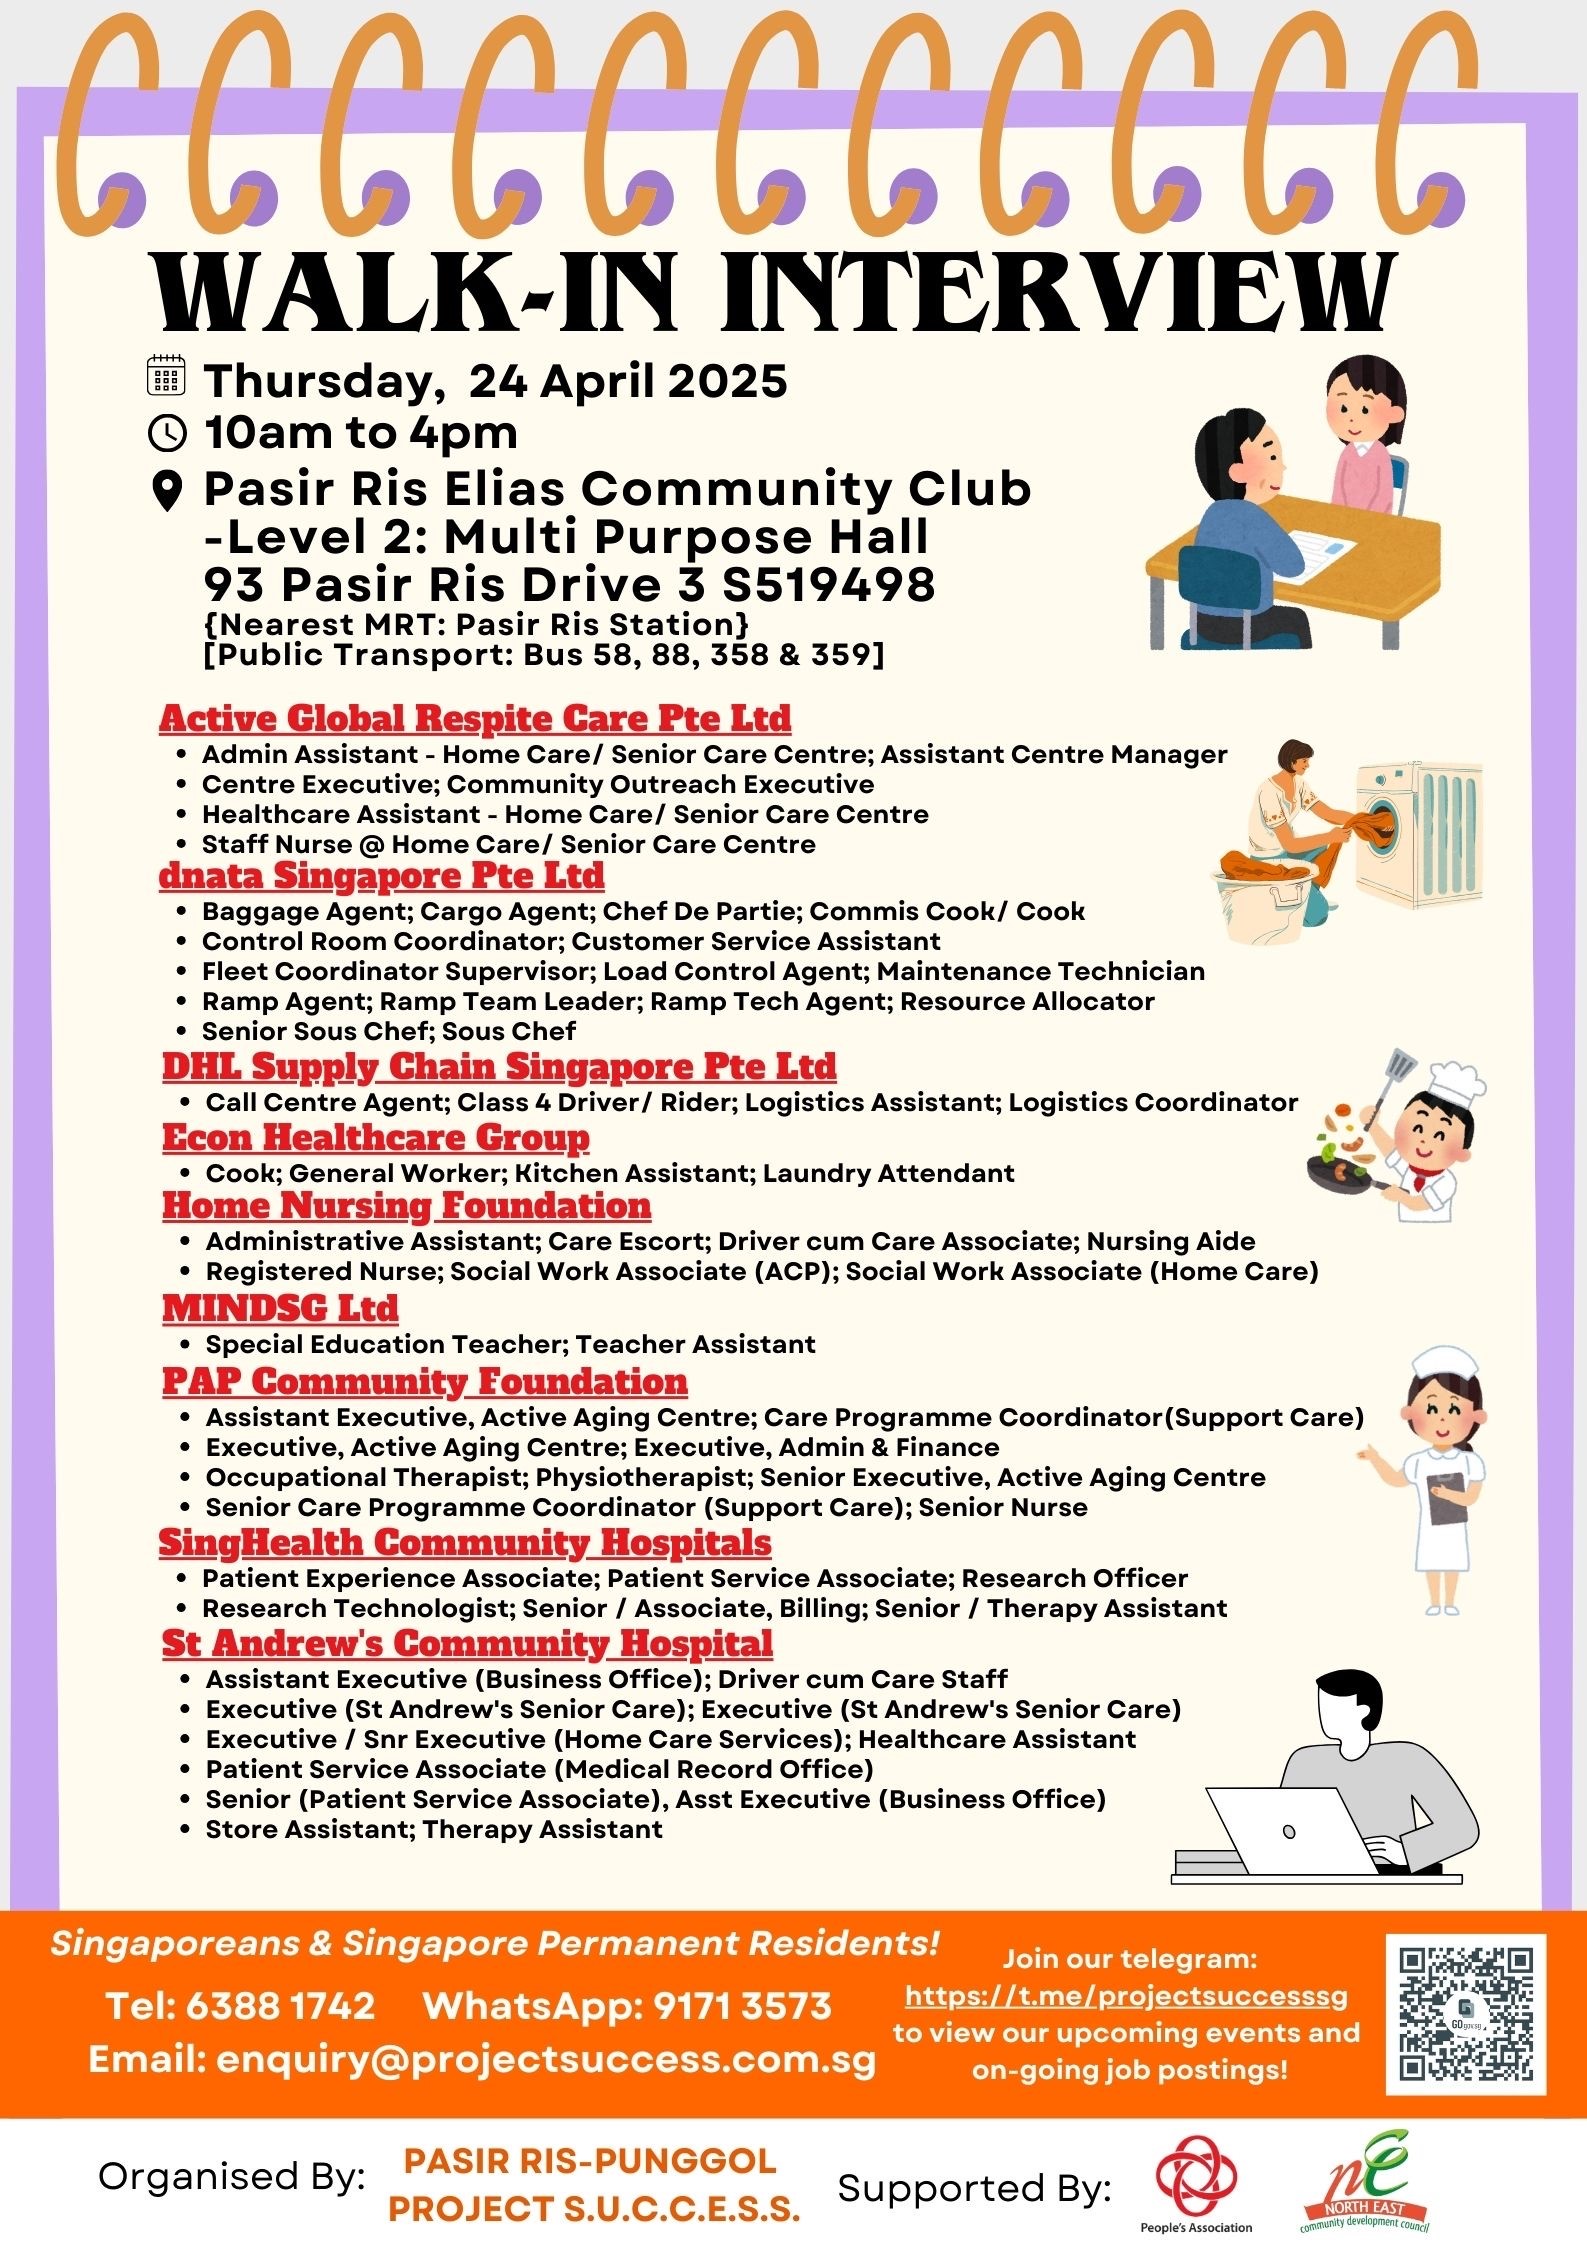 WALK-IN INTERVIEW
Thursday, 24 April 2025
10am to 4pm
Pasir Ris Elias Community Club
-Level 2: Multi Purpose Hall
93 Pasir Ris Drive 3 S519498
{Nearest MRT: Pasir Ris Station}
[Public Transport: Bus 58, 88, 358 & 359]
Active Global Respite Care Pte Ltd
• Admin Assistant - Home Care/ Senior Care Centre; Assistant Centre Manager
• Centre Executive; Community Outreach Executive
• Healthcare Assistant - Home Care/ Senior Care Centre
• Staff Nurse @ Home Care/ Senior Care Centre
dnata Singapore Pte Ltd
• Baggage Agent; Cargo Agent; Chef De Partie; Commis Cook/ Cook
• Control Room Coordinator; Customer Service Assistant
• Fleet Coordinator Supervisor; Load Control Agent; Maintenance Technician
• Ramp Agent; Ramp Team Leader; Ramp Tech Agent; Resource Allocator
• Senior Sous Chef; Sous Chef
DHL Supply Chain Singapore Pte Ltd
• Call Centre Agent; Class 4 Driver/ Rider; Logistics Assistant; Logistics Coordinator
Econ Healthcare Group
• Cook; General Worker; Kitchen Assistant; Laundry Attendant
Home Nursing Foundation
• Administrative Assistant; Care Escort; Driver cum Care Associate; Nursing Aide
• Registered Nurse; Social Work Associate (ACP); Social Work Associate (Home Care)
MINDSG Ltd
• Special Education Teacher; Teacher Assistant
PAP Community Foundation
• Assistant Executive, Active Aging Centre; Care Programme Coordinator(Support Care)
• Executive, Active Aging Centre; Executive, Admin & Finance
• Occupational Therapist; Physiotherapist; Senior Executive, Active Aging Centre
• Senior Care Programme Coordinator (Support Care); Senior Nurse
SingHealth Community Hospitals
• Patient Experience Associate; Patient Service Associate; Research Officer
• Research Technologist; Senior / Associate, Billing; Senior / Therapy Assistant
St Andrew's Community Hospital
• Assistant Executive (Business Office); Driver cum Care Staff
• Executive (St Andrew's Senior Care); Executive (St Andrew's Senior Care)
• Executive / Snr Executive (Home Care Services); Healthcare Assistant
• Patient Service Associate (Medical Record Office)
• Senior (Patient Service Associate), Asst Executive (Business Office)
• Store Assistant; Therapy Assistant
Singaporeans & Singapore Permanent Residents!
Tel: 6388 1742 WhatsApp: 9171 3573
Email: enquiry@projectsuccess.com.sg
Join our telegram:
https://t.me/projectsuccesssg
to view our upcoming events and
on-going job postings!
GOgov.sg
Organised By:
PASIR RIS-PUNGGOL
PROJECT S.U.C.C.E.S.S.
Supported By:
People's Association
nE
NORTH EAST
community development council